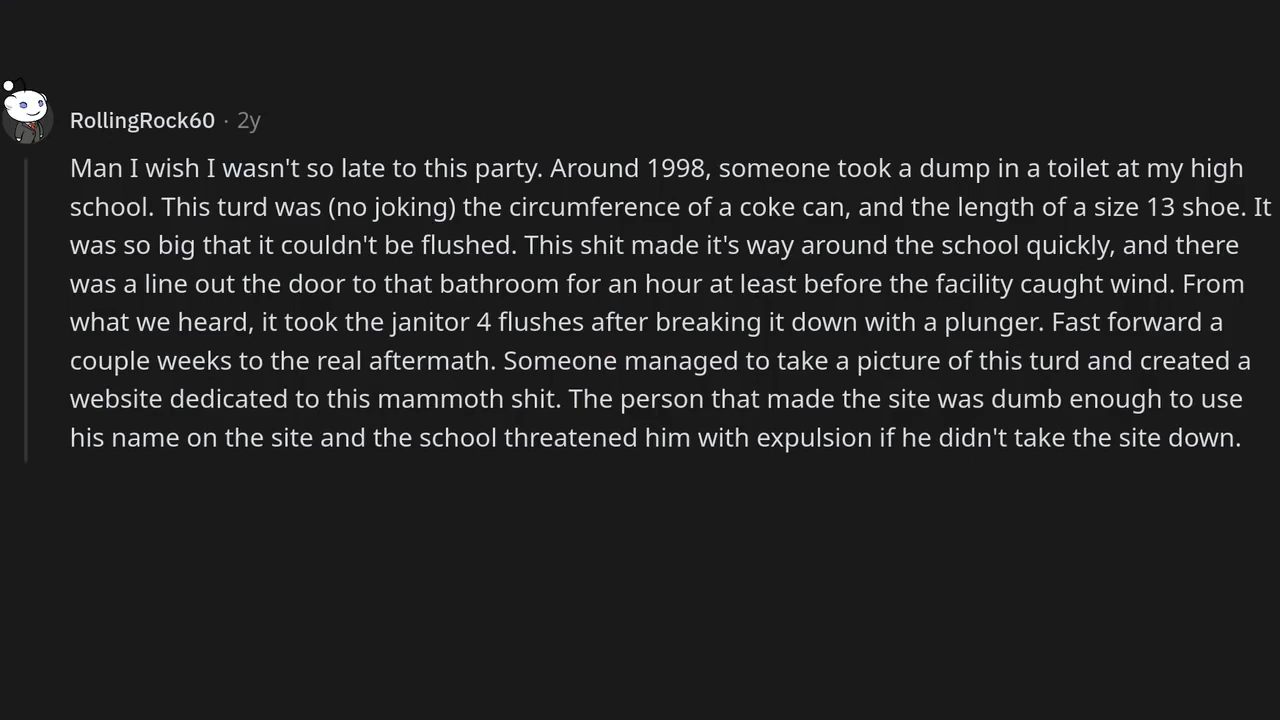 RollingRock60 · 2y
Man I wish I wasn't so late to this party. Around 1998, someone took a dump in a toilet at my high
school. This turd was (no joking) the circumference of a coke can, and the length of a size 13 shoe. It
was so big that it couldn't be flushed. This shit made it's way around the school quickly, and there
was a line out the door to that bathroom for an hour at least before the facility caught wind. From
what we heard, it took the janitor 4 flushes after breaking it down with a plunger. Fast forward a
couple weeks to the real aftermath. Someone managed to take a picture of this turd and created a
website dedicated to this mammoth shit. The person that made the site was dumb enough to use
his name on the site and the school threatened him with expulsion if he didn't take the site down.